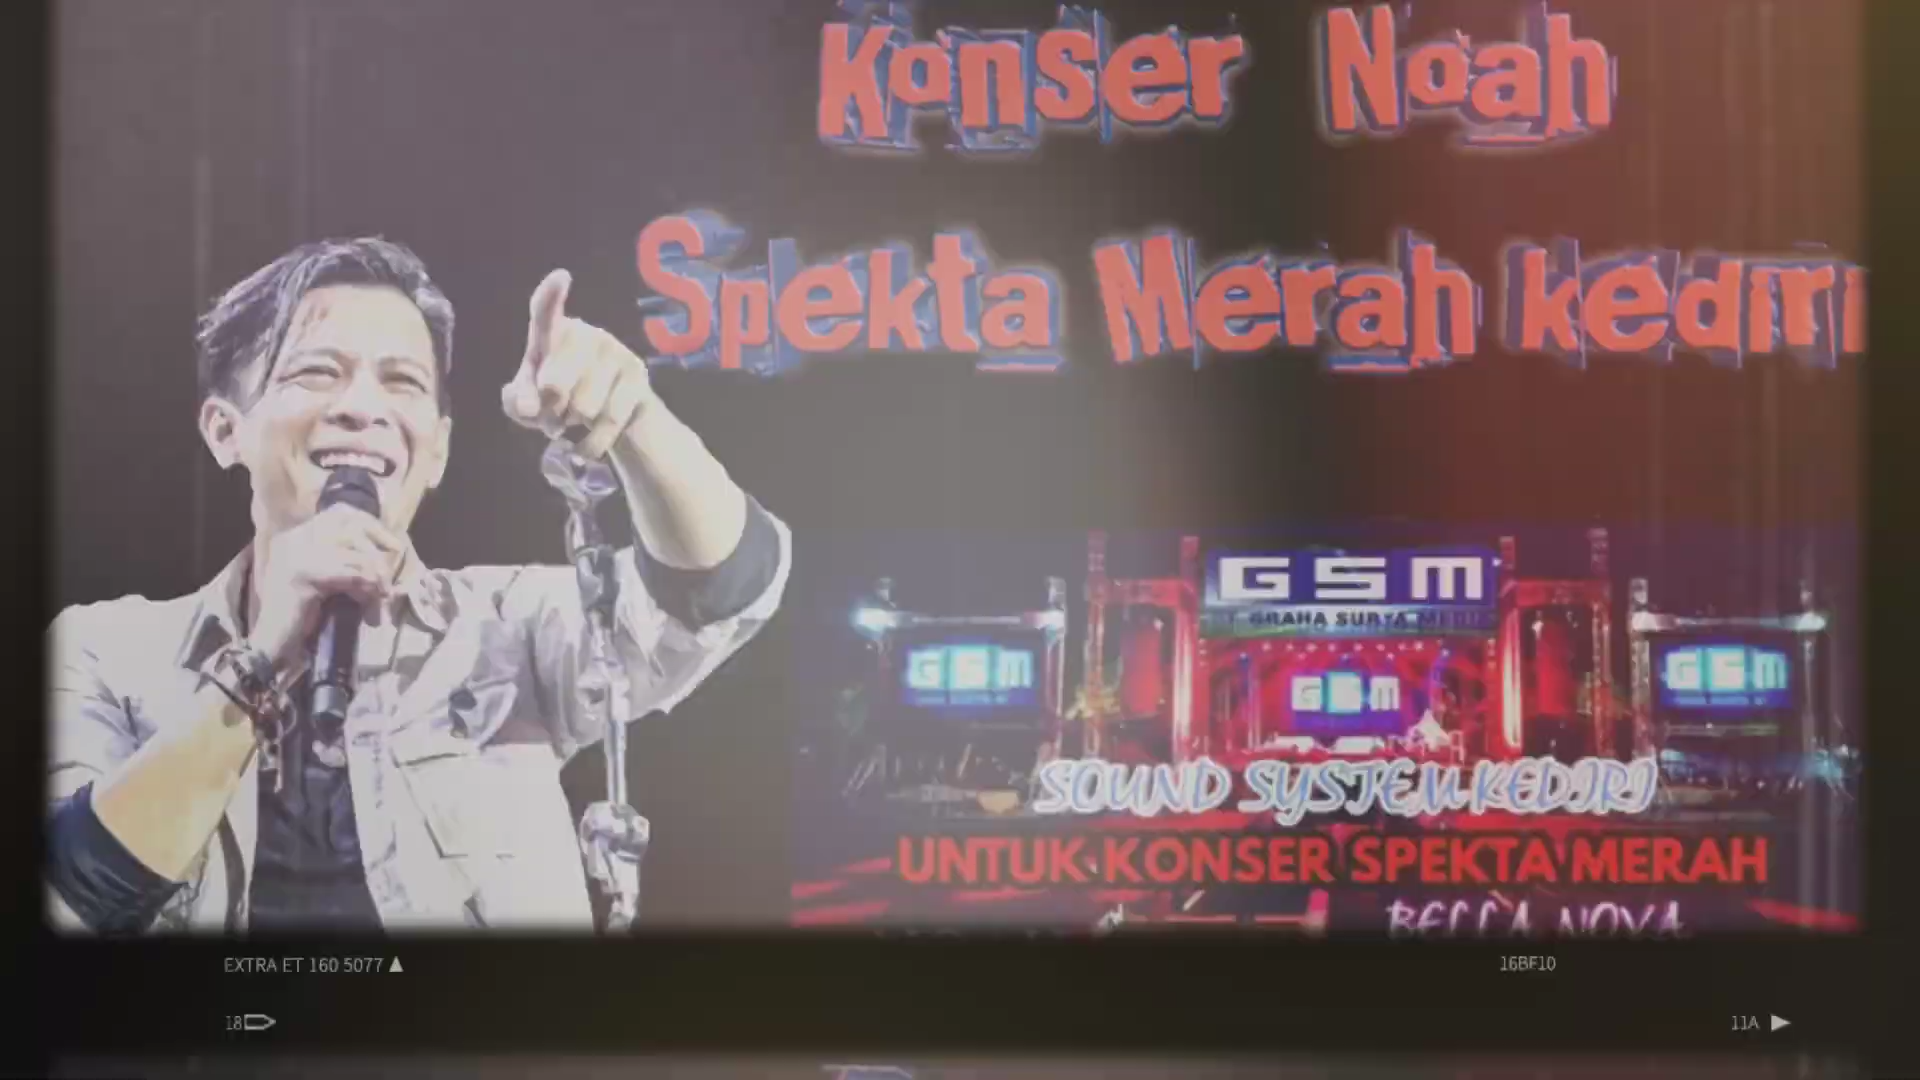 Konser Noah
Spekta Merah kediri
GSM
GRAHA SURYA MEDIA
GSM
GSM
GSM
SOUND SYSTEM KEDIRI
UNTUK KONSER SPEKTA MERAH
BELLA NOVA
EXTRA ET 160 5077
16BF10
18
11A